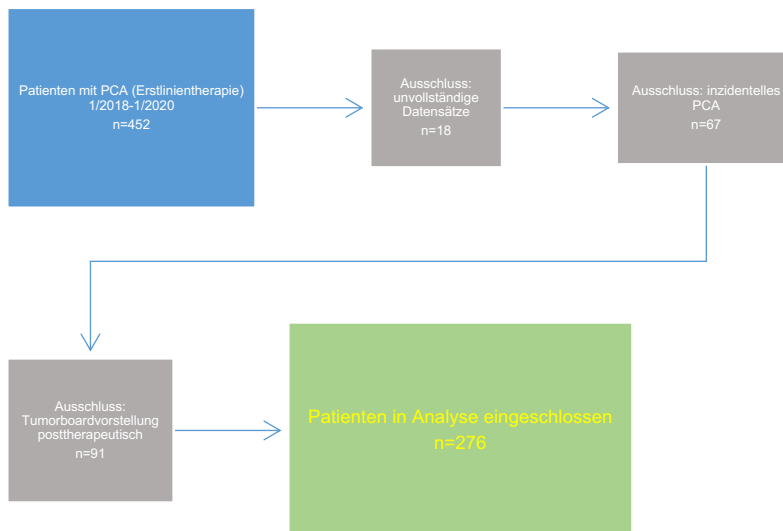 Patienten mit PCA (Erstlinientherapie)
1/2018-1/2020
n=452
Ausschluss:
unvollständige
Datensätze
n=18
Ausschluss: inzidentelles
PCA
n=67
Ausschluss:
Tumorboardvorstellung
posttherapeutisch
n=91
Patienten in Analyse eingeschlossen
n=276